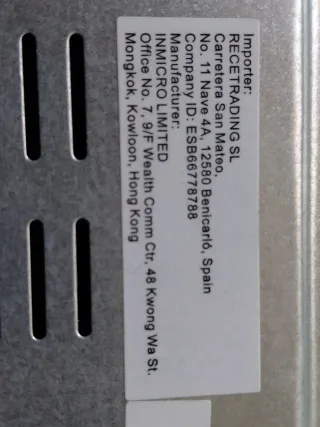 Importer:
RECETRADING SL
Carretera San Mateo,
No. 11 Nave 4A, 12580 Benicarló, Spain
Company ID: ESB66778788
Manufacturer:
INMICRO LIMITED
Office No. 7, 9/F Wealth Comm Ctr, 48 Kwong Wa St.
Mongkok, Kowloon, Hong Kong